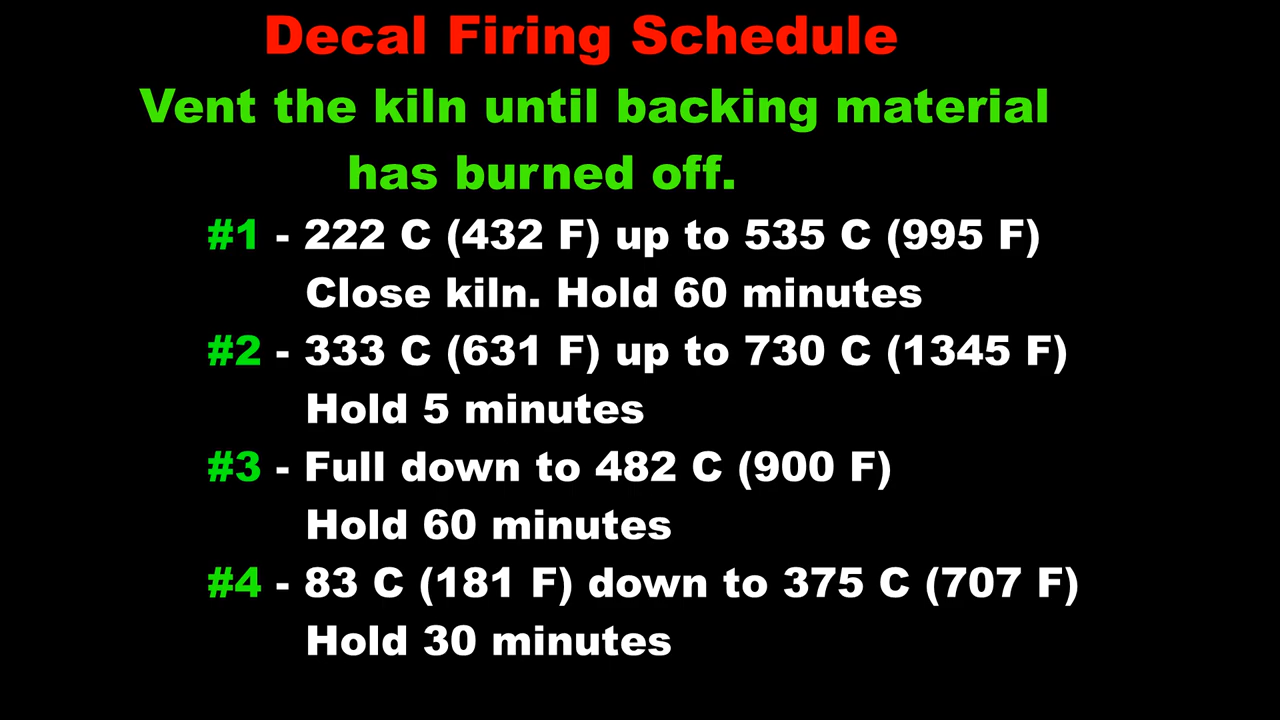 Decal Firing Schedule
Vent the kiln until backing material
has burned off.
#1 - 222 C (432 F) up to 535 C (995 F)
Close kiln. Hold 60 minutes
#2 - 333 C (631 F) up to 730 C (1345 F)
Hold 5 minutes
#3 - Full down to 482 C (900 F)
Hold 60 minutes
#4 - 83 C (181 F) down to 375 C (707 F)
Hold 30 minutes